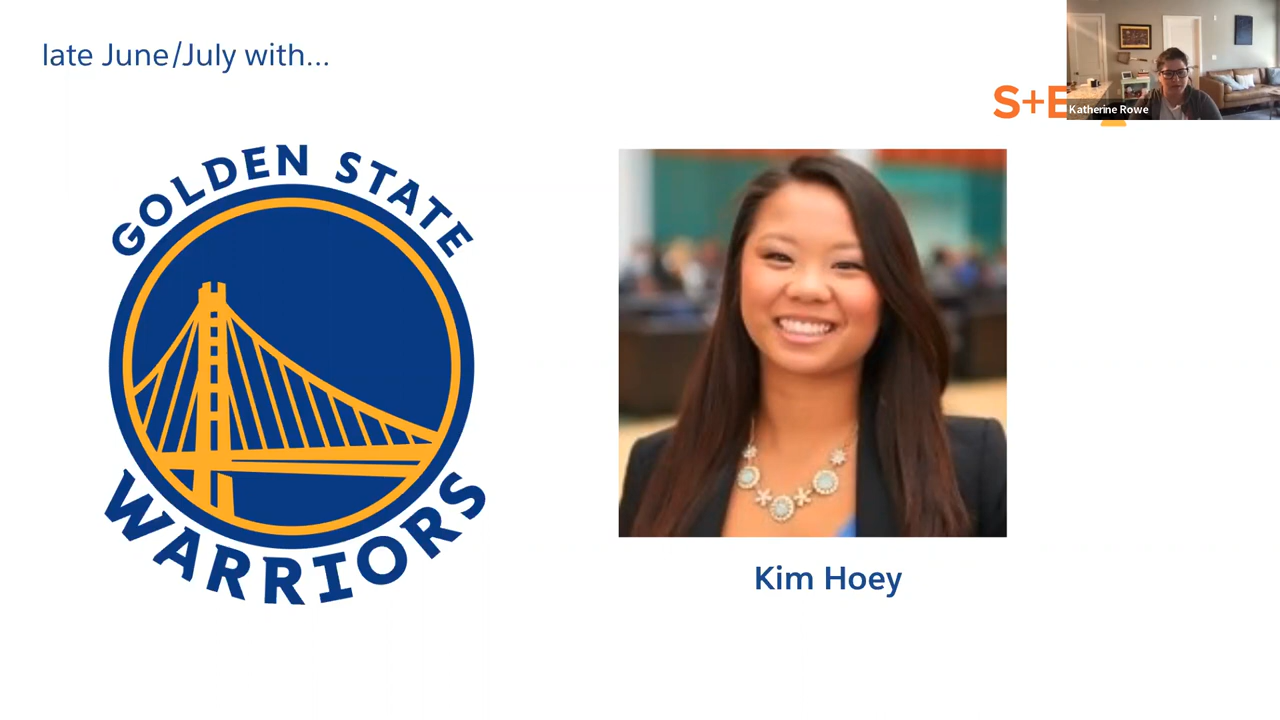 late June/July with...
S+E
Katherine Rowe
GOLDEN STATE
WARRIORS
Kim Hoey